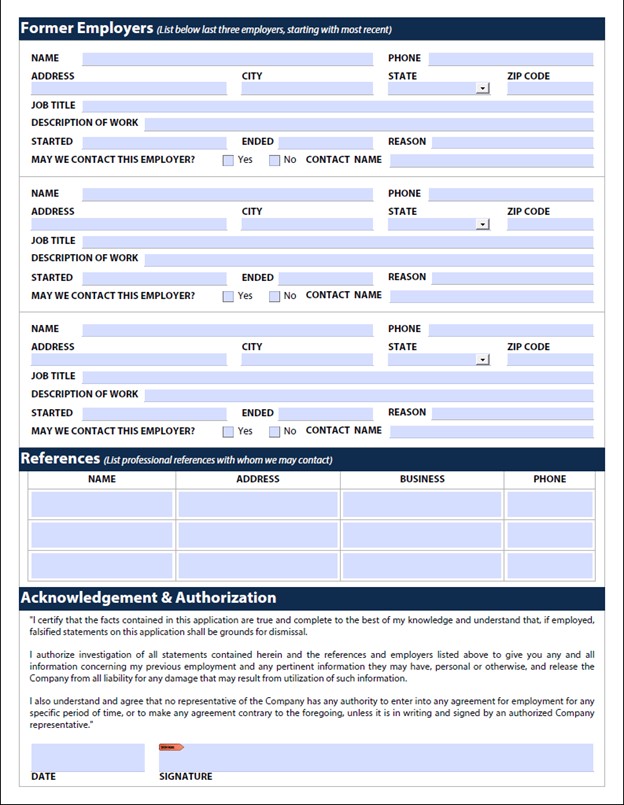 Former Employers (List below last three employers, starting with most recent)
NAME PHONE
ADDRESS CITY STATE ZIP CODE
JOB TITLE
DESCRIPTION OF WORK
STARTED ENDED REASON
MAY WE CONTACT THIS EMPLOYER? Yes No CONTACT NAME
NAME PHONE
ADDRESS CITY STATE ZIP CODE
JOB TITLE
DESCRIPTION OF WORK
STARTED ENDED REASON
MAY WE CONTACT THIS EMPLOYER? Yes No CONTACT NAME
NAME PHONE
ADDRESS CITY STATE ZIP CODE
JOB TITLE
DESCRIPTION OF WORK
STARTED ENDED REASON
MAY WE CONTACT THIS EMPLOYER? Yes No CONTACT NAME
References (List professional references with whom we may contact)
NAME ADDRESS BUSINESS PHONE
Acknowledgement & Authorization
"I certify that the facts contained in this application are true and complete to the best of my knowledge and understand that, if employed,
falsified statements on this application shall be grounds for dismissal.
I authorize investigation of all statements contained herein and the references and employers listed above to give you any and all
information concerning my previous employment and any pertinent information they may have, personal or otherwise, and release the
Company from all liability for any damage that may result from utilization of such information.
I also understand and agree that no representative of the Company has any authority to enter into any agreement for employment for any
specific period of time, or to make any agreement contrary to the foregoing, unless it is in writing and signed by an authorized Company
representative."
DATE SIGNATURE